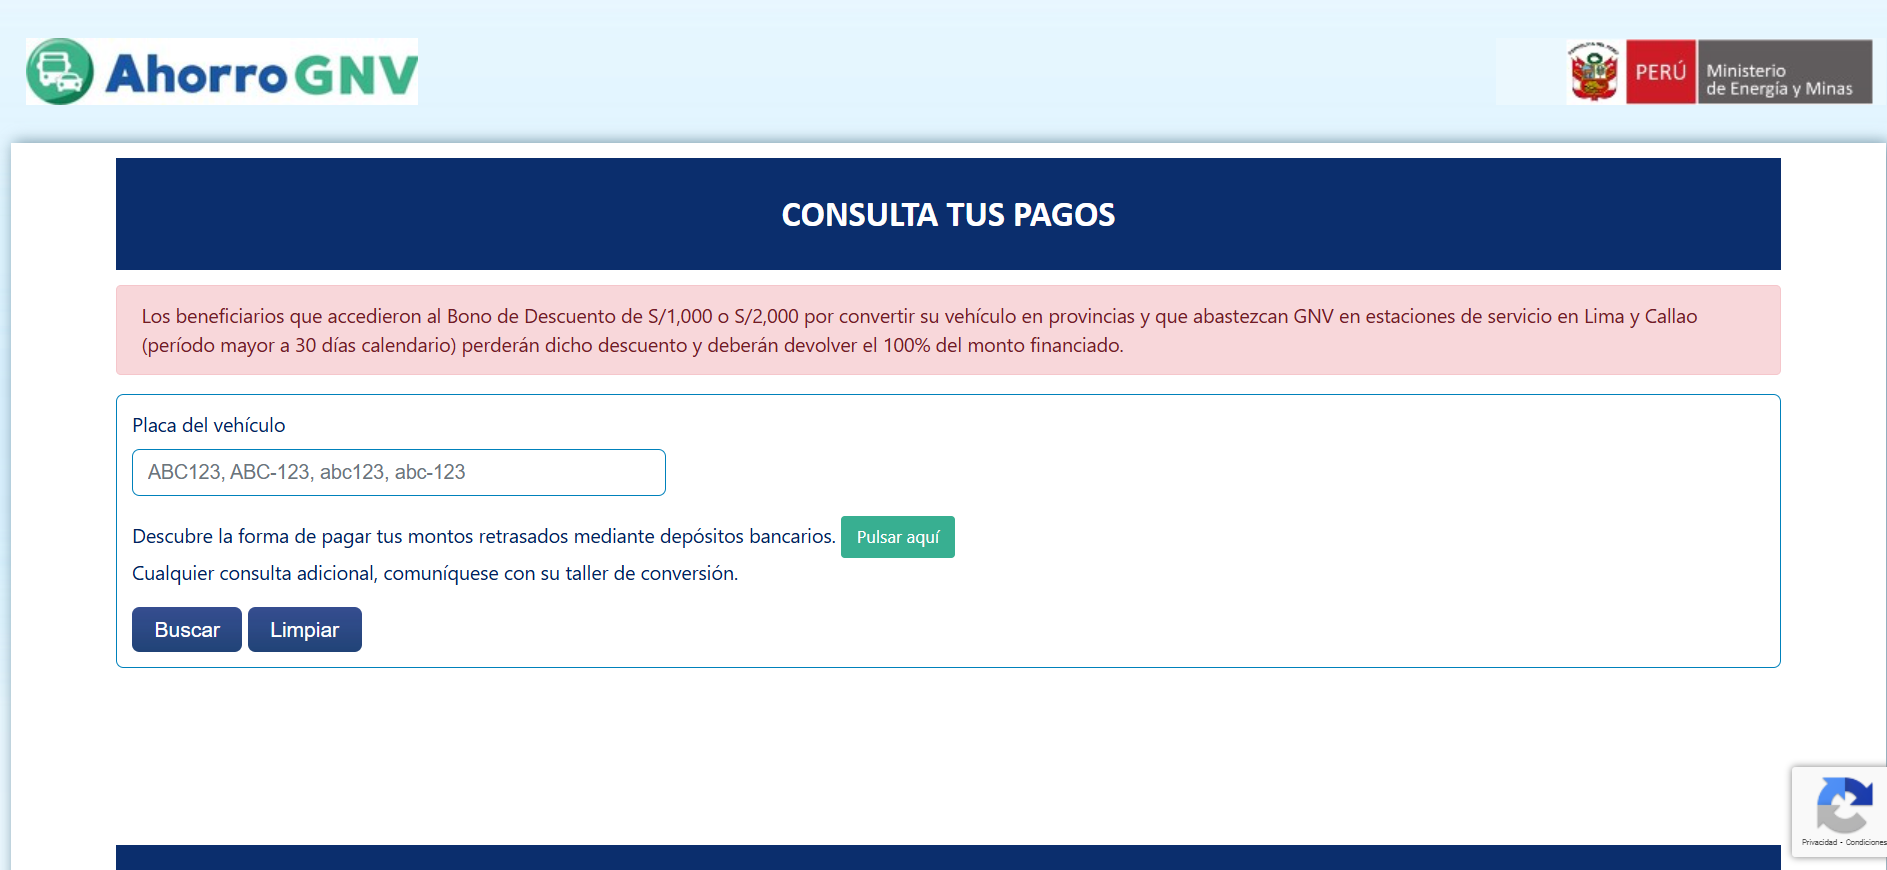 Ahorro GNV
PERÚ
Ministerio
de Energía y Minas
CONSULTA TUS PAGOS
Los beneficiarios que accedieron al Bono de Descuento de S/1,000 o S/2,000 por convertir su vehículo en provincias y que abastezcan GNV en estaciones de servicio en Lima y Callao
(período mayor a 30 días calendario) perderán dicho descuento y deberán devolver el 100% del monto financiado.
Placa del vehículo
ABC123, ABC-123, abc123, abc-123
Descubre la forma de pagar tus montos retrasados mediante depósitos bancarios. Pulsar aquí
Cualquier consulta adicional, comuníquese con su taller de conversión.
Buscar Limpiar
Privacidad - Condiciones